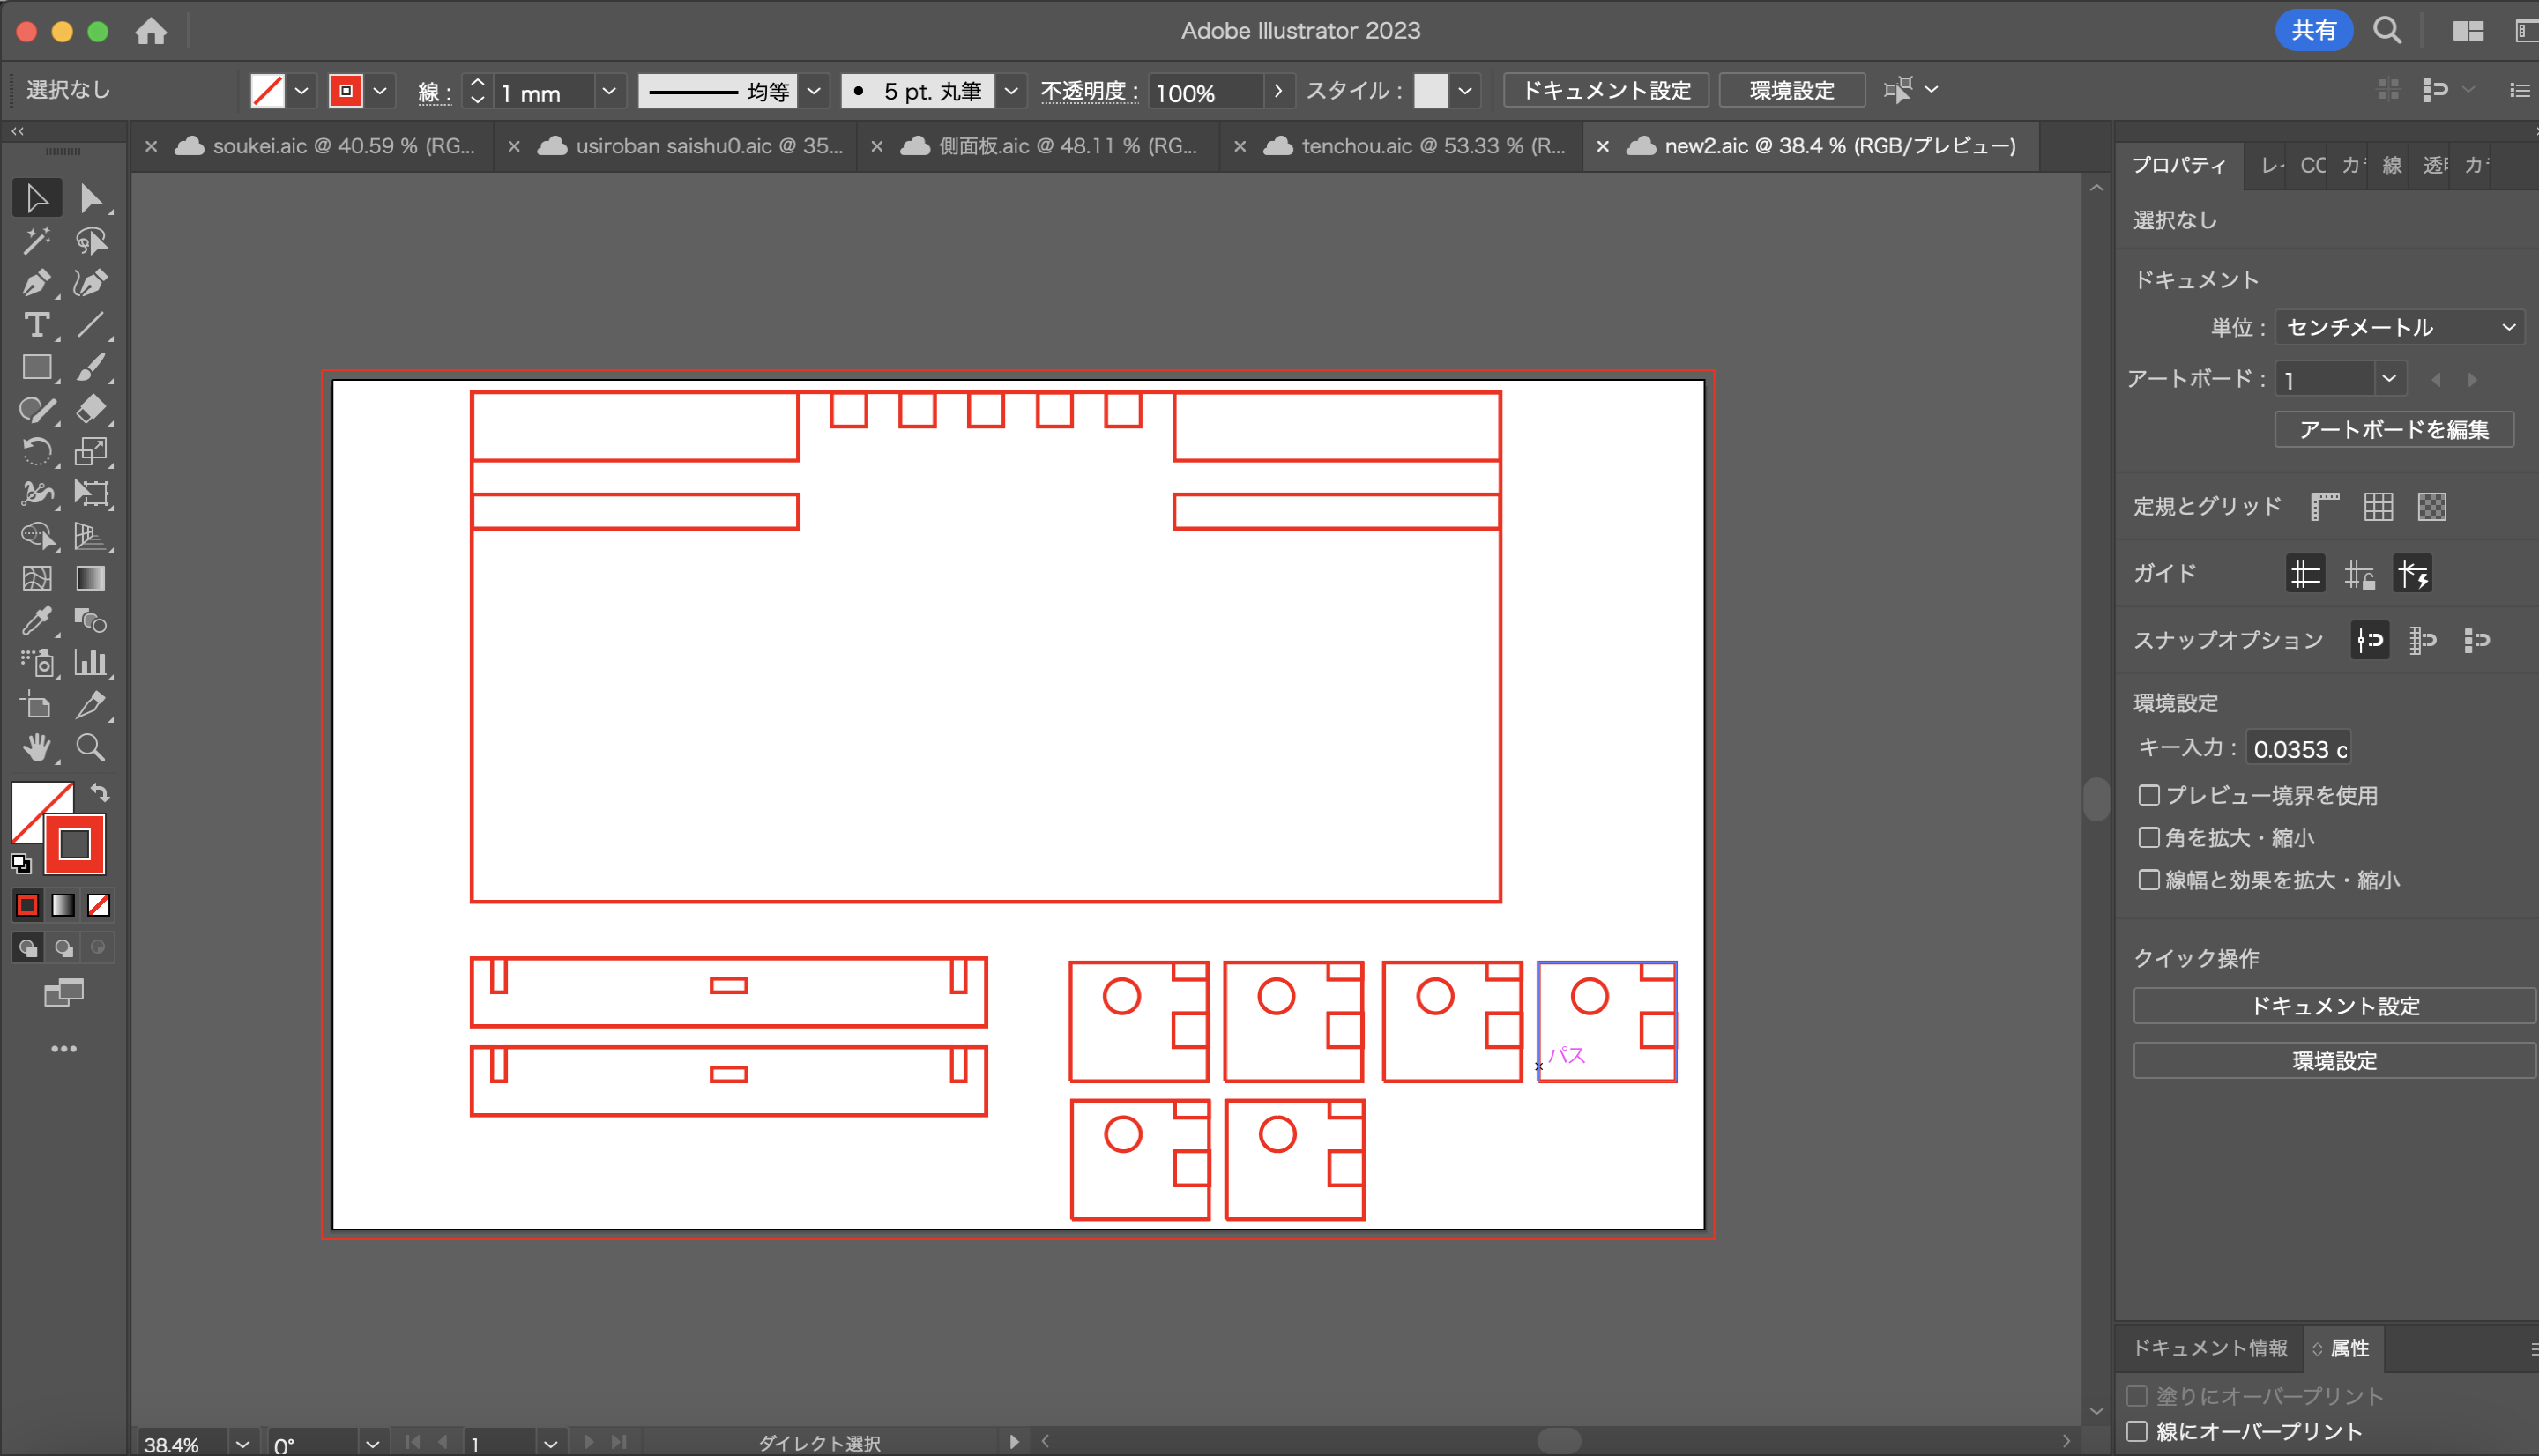 Adobe Illustrator 2023
共有
選択なし
線 :
1 mm
均等
5 pt. 丸筆
不透明度 :
100%
スタイル :
ドキュメント設定
環境設定
soukei.aic @ 40.59 % (RG...
usiroban saishu0.aic @ 35...
側面板.aic @ 48.11 % (RG...
tenchou.aic @ 53.33 % (R...
new2.aic @ 38.4 % (RGB/プレビュー)
プロパティ
線
選択なし
ドキュメント
単位 :
センチメートル
アートボード :
1
アートボードを編集
定規とグリッド
ガイド
スナップオプション
環境設定
キー入力 :
0.0353 c
プレビュー境界を使用
角を拡大・縮小
線幅と効果を拡大・縮小
クイック操作
ドキュメント設定
環境設定
パス
ドキュメント情報
属性
塗りにオーバープリント
線にオーバープリント
38.4%
0°
1
ダイレクト選択